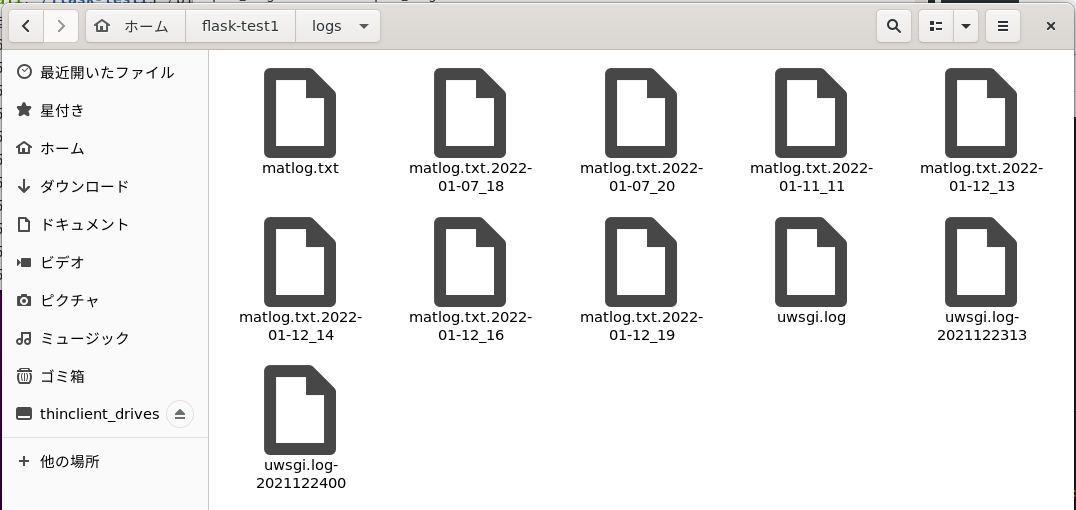 ホーム
flask-test1
logs
最近開いたファイル
星付き
ホーム
ダウンロード
ドキュメント
ビデオ
ピクチャ
ミュージック
ゴミ箱
thinclient_drives
他の場所
matlog.txt
matlog.txt.2022-
01-07_18
matlog.txt.2022-
01-07_20
matlog.txt.2022-
01-11_11
matlog.txt.2022-
01-12_13
matlog.txt.2022-
01-12_14
matlog.txt.2022-
01-12_16
matlog.txt.2022-
01-12_19
uwsgi.log
uwsgi.log-
2021122313
uwsgi.log-
2021122400